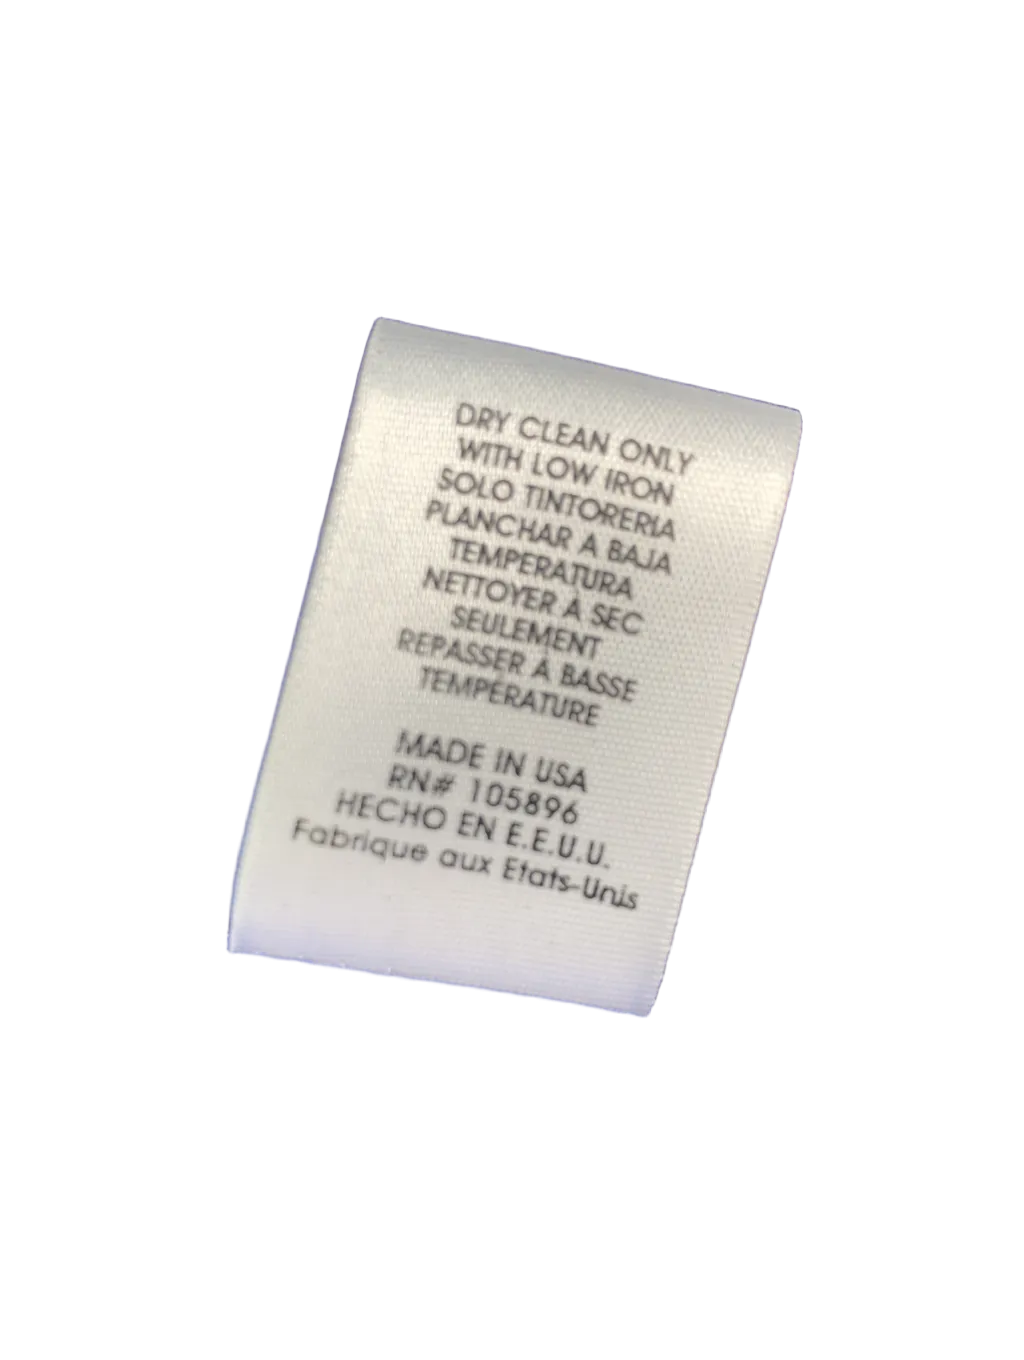 DRY CLEAN ONLY
WITH LOW IRON
SOLO TINTORERIA
PLANCHAR A BAJA
TEMPERATURA
NETTOYER À SEC
SEULEMENT
REPASSER À BASSE
TEMPÉRATURE
MADE IN USA
RN# 105896
HECHO EN E.E.U.U.
Fabrique aux Etats-Unis